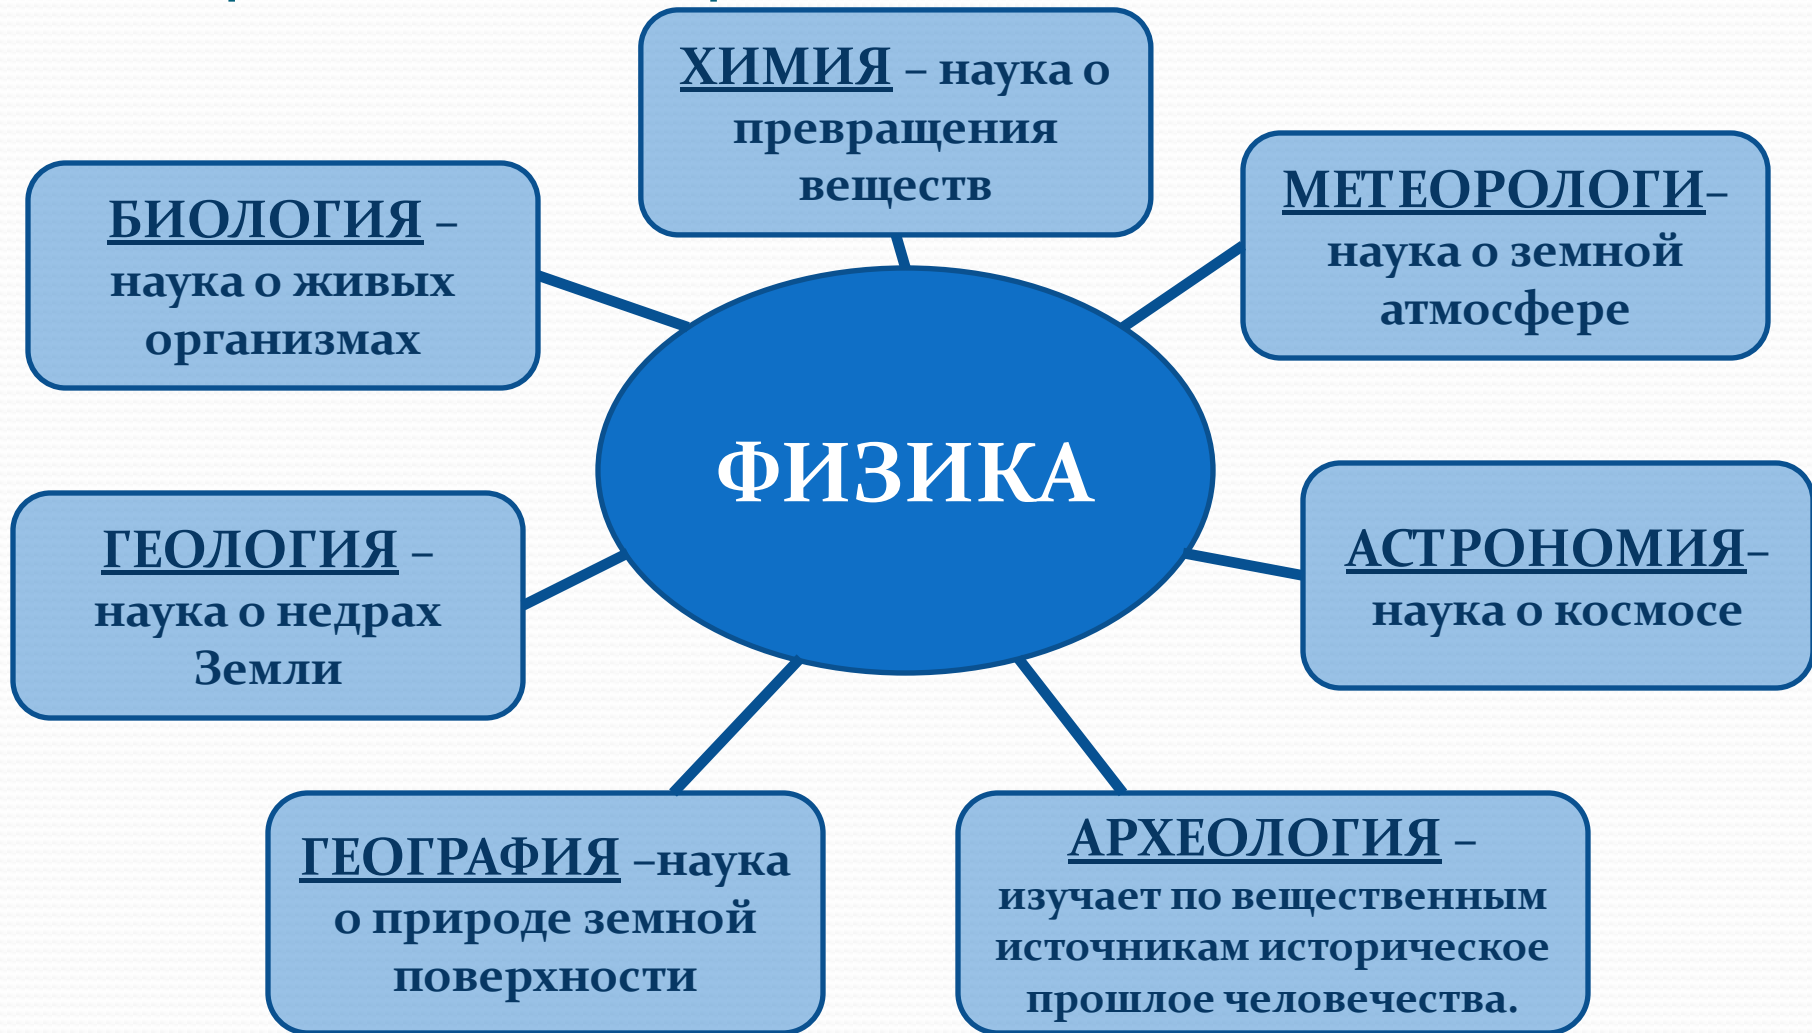 ХИМИЯ – наука о
превращения
веществ
БИОЛОГИЯ –
наука о живых
организмах
МЕТЕОРОЛОГИ–
наука о земной
атмосфере
ФИЗИКА
ГЕОЛОГИЯ –
наука о недрах
Земли
АСТРОНОМИЯ–
наука о космосе
ГЕОГРАФИЯ –наука
о природе земной
поверхности
АРХЕОЛОГИЯ –
изучает по вещественным
источникам историческое
прошлое человечества.